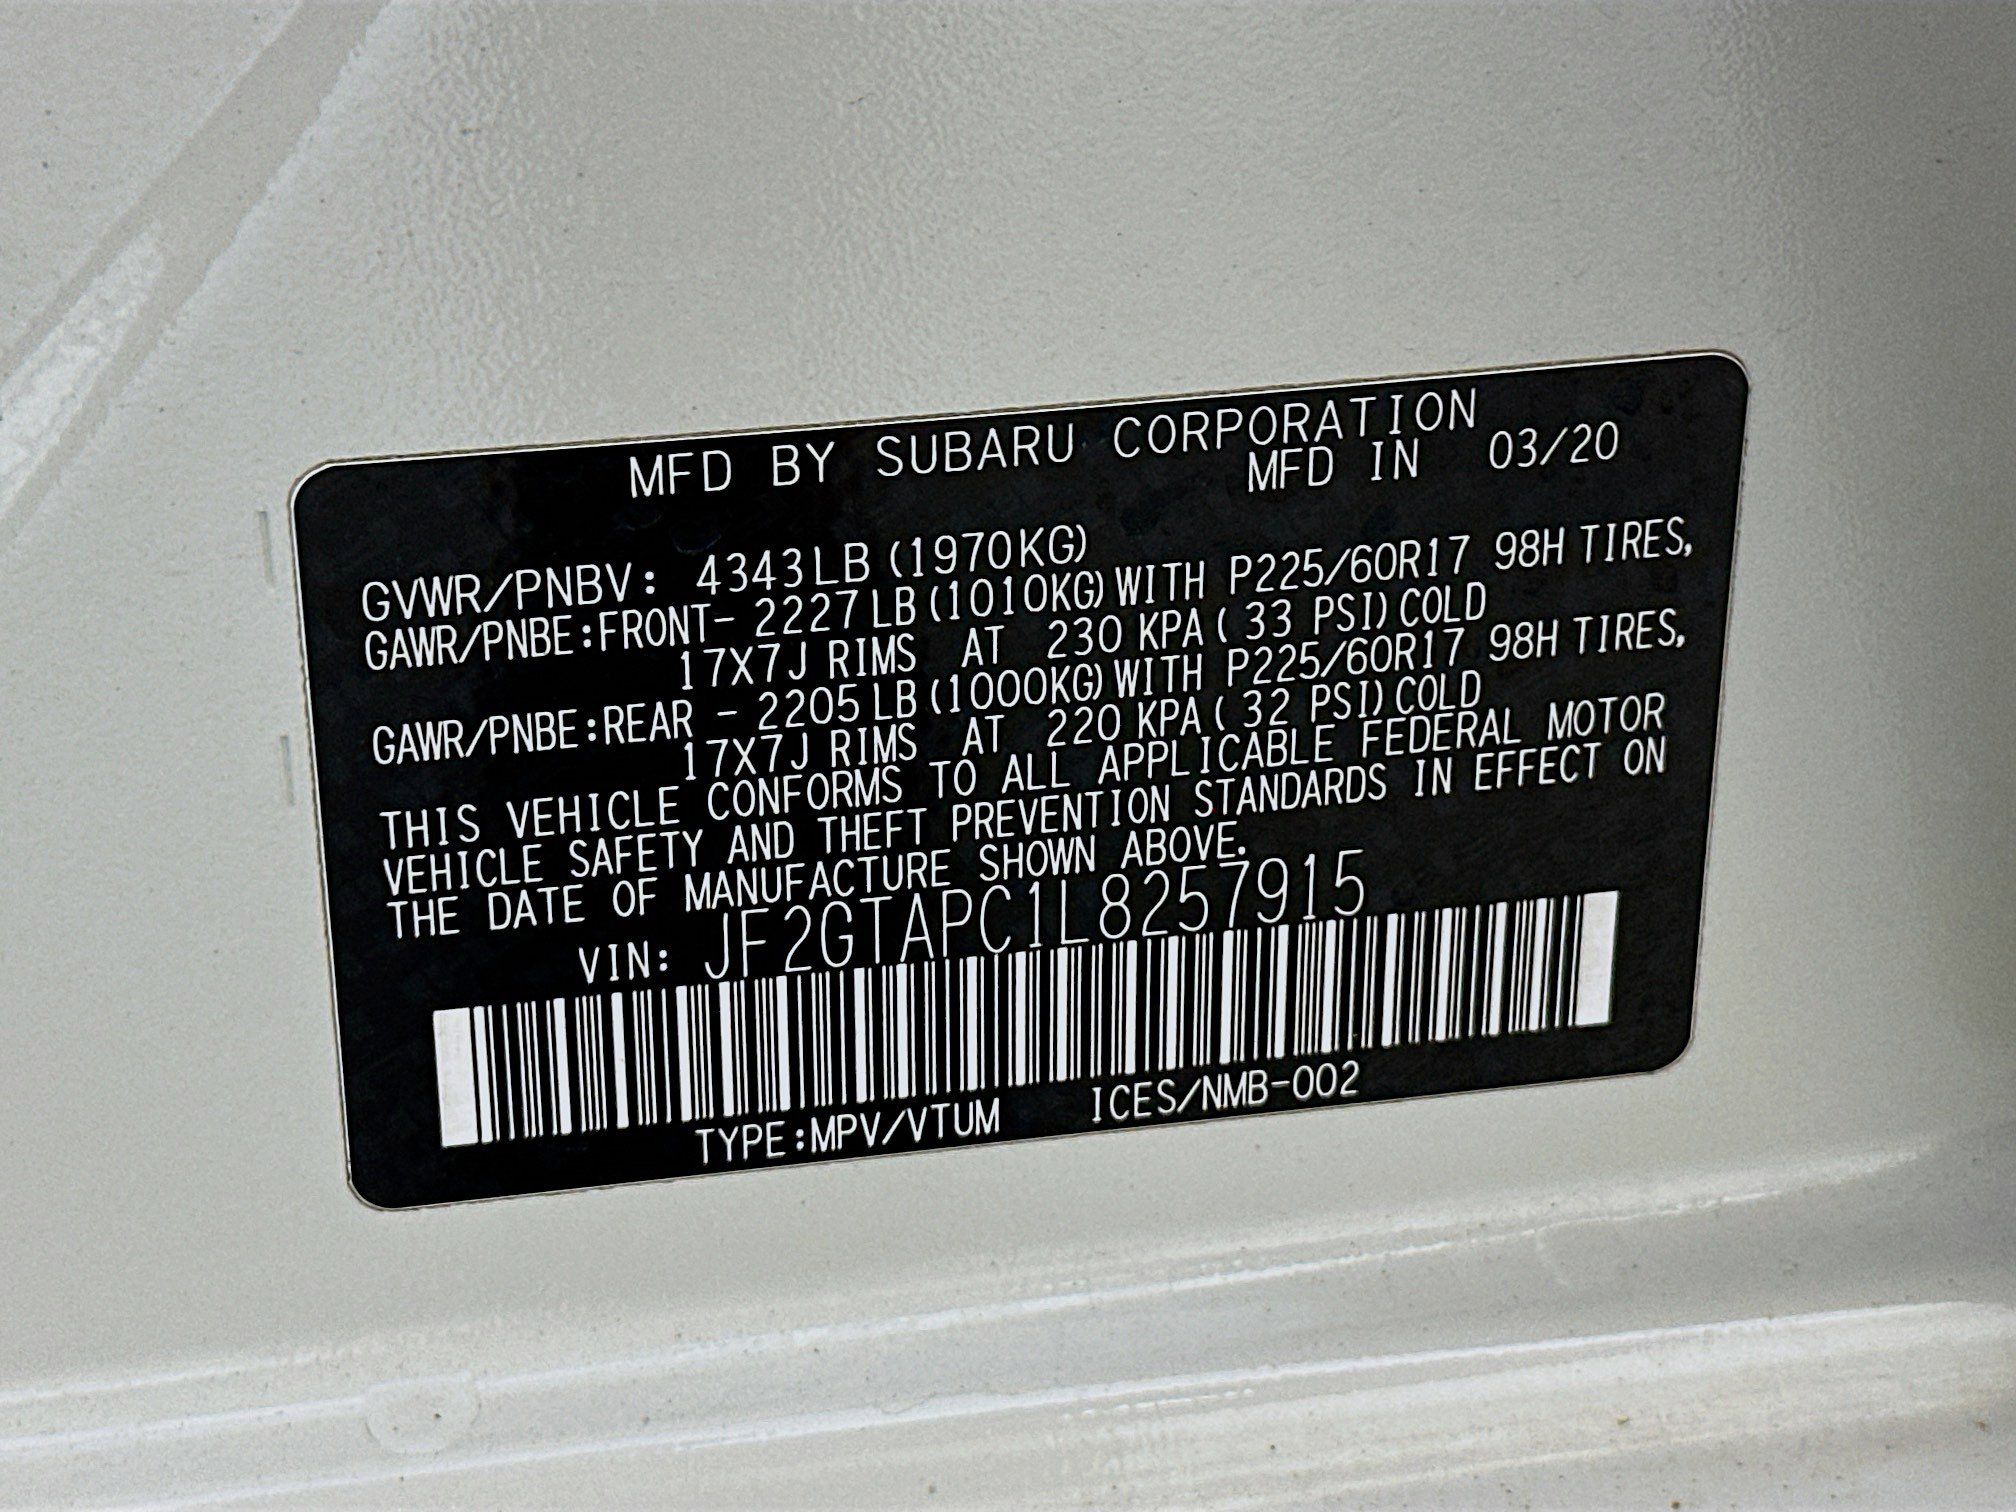 MFD BY SUBARU CORPORATION
MFD IN 03/20
GVWR/PNBV: 4343LB (1970KG)
GAWR/PNBE:FRONT- 2227LB (1010KG) WITH P225/60R17 98H TIRES,
17X7J RIMS AT 230 KPA ( 33 PSI) COLD
GAWR/PNBE:REAR - 2205LB (1000KG) WITH P225/60R17 98H TIRES,
17X7J RIMS AT 220 KPA ( 32 PSI) COLD
THIS VEHICLE CONFORMS TO ALL APPLICABLE FEDERAL MOTOR
VEHICLE SAFETY AND THEFT PREVENTION STANDARDS IN EFFECT ON
THE DATE OF MANUFACTURE SHOWN ABOVE.
VIN: JF2GTAPC1L8257915
TYPE:MPV/VTUM ICES/NMB-002